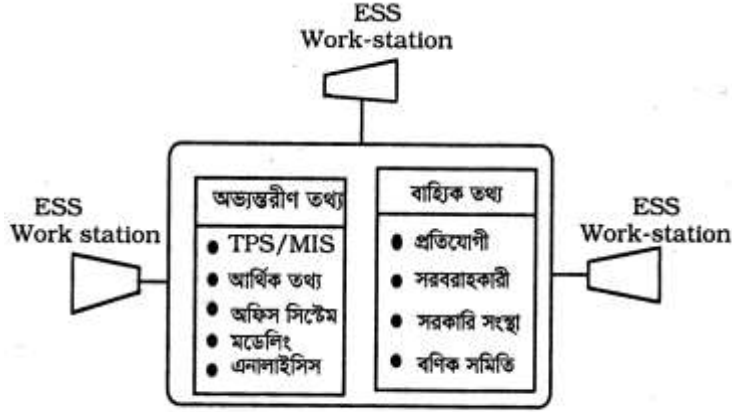 ESS
Work-station
ESS
Work station
অভ্যন্তরীণ তথ্য
● TPS/MIS
● আর্থিক তথ্য
● অফিস সিস্টেম
● মডেলিং
● এনালাইসিস
বাহ্যিক তথ্য
● প্রতিযোগী
● সরবরাহকারী
● সরকারি সংস্থা
● বণিক সমিতি
ESS
Work-station